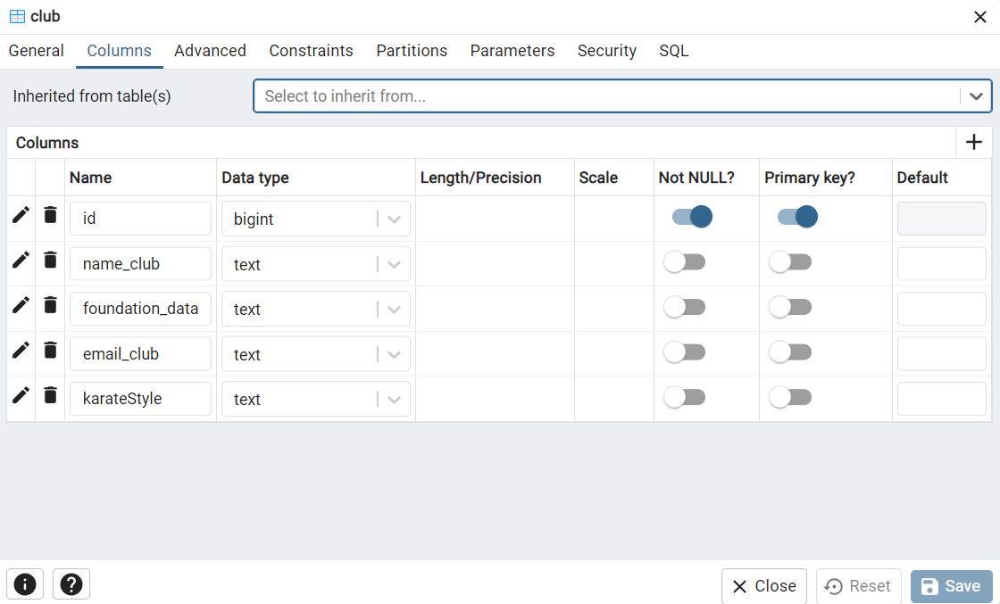 club
General Columns Advanced Constraints Partitions Parameters Security SQL
Inherited from table(s) Select to inherit from...
Columns
Name Data type Length/Precision Scale Not NULL? Primary key? Default
id bigint
name_club text
foundation_data text
email_club text
karateStyle text
Close Reset Save